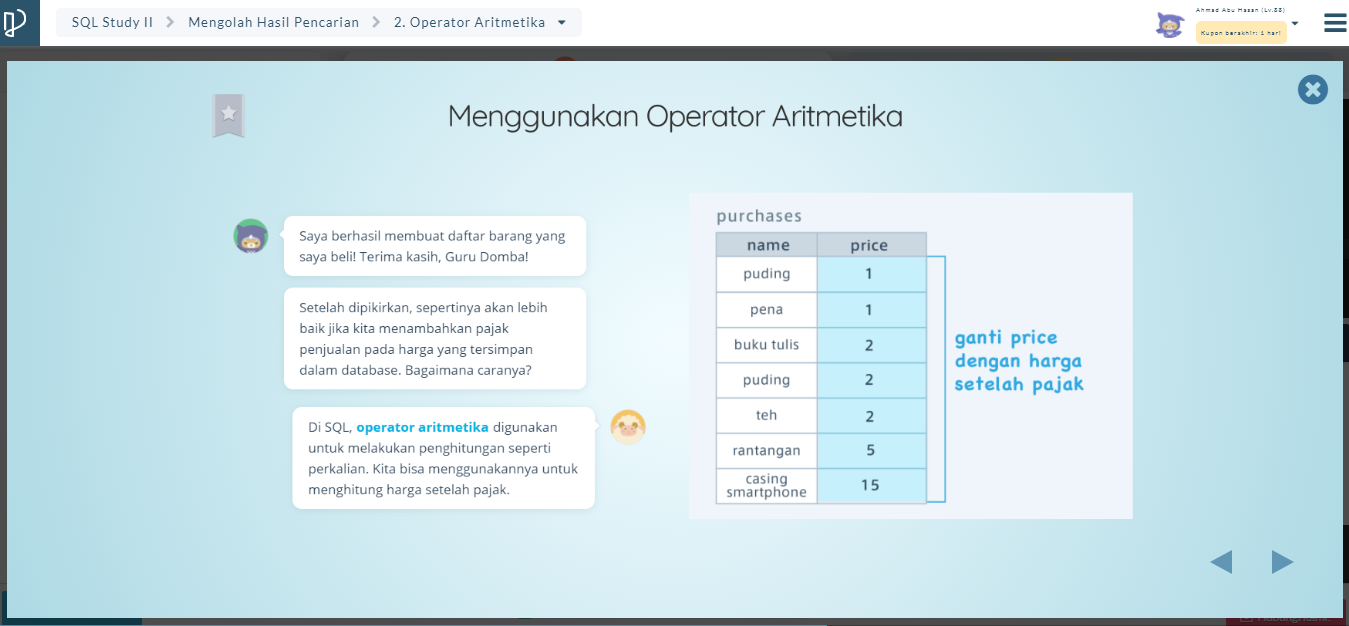 SQL Study II
Mengolah Hasil Pencarian
2. Operator Aritmetika
Ahmad Abu Hasan (Lv.88)
Kupon berakhir: 1 hari
Menggunakan Operator Aritmetika
Saya berhasil membuat daftar barang yang
saya beli! Terima kasih, Guru Domba!
Setelah dipikirkan, sepertinya akan lebih
baik jika kita menambahkan pajak
penjualan pada harga yang tersimpan
dalam database. Bagaimana caranya?
Di SQL, operator aritmetika digunakan
untuk melakukan penghitungan seperti
perkalian. Kita bisa menggunakannya untuk
menghitung harga setelah pajak.
purchases
name price
puding 1
pena 1
buku tulis 2
puding 2
teh 2
rantangan 5
casing
smartphone 15
ganti price
dengan harga
setelah pajak